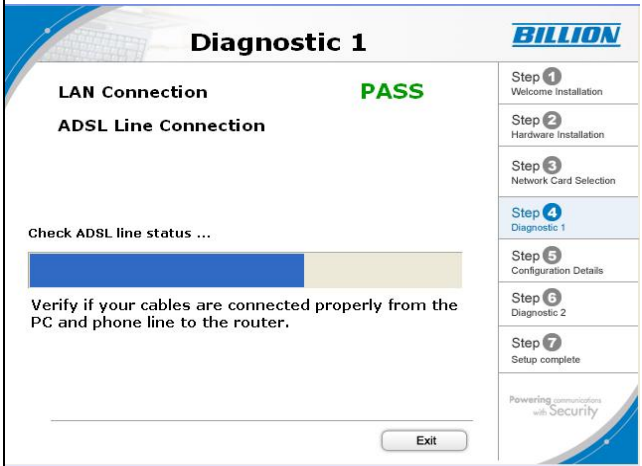 Diagnostic 1
BILLION
LAN Connection PASS
ADSL Line Connection
Check ADSL line status ...
Verify if your cables are connected properly from the
PC and phone line to the router.
Exit
Step 1
Welcome Installation
Step 2
Hardware Installation
Step 3
Network Card Selection
Step 4
Diagnostic 1
Step 5
Configuration Details
Step 6
Diagnostic 2
Step 7
Setup complete
Powering communications
with Security